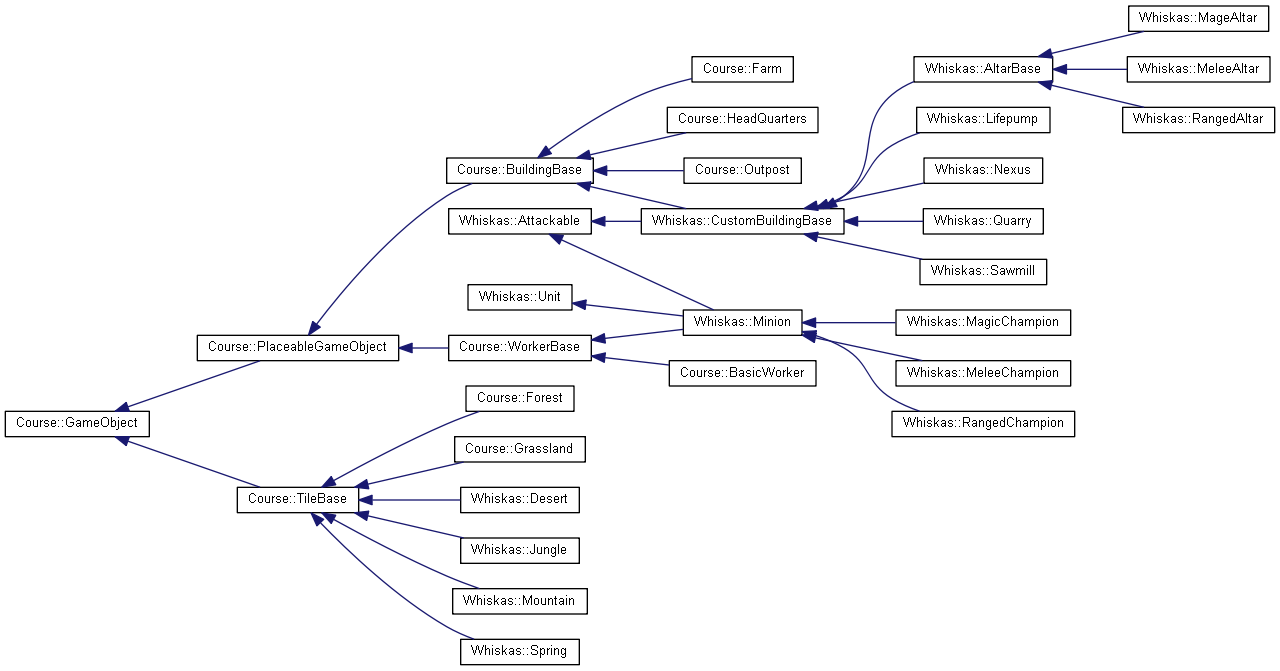 Whiskas::MageAltar
Course::Farm
Whiskas::AltarBase
Whiskas::MeleeAltar
Course::HeadQuarters
Whiskas::Lifepump
Whiskas::RangedAltar
Course::BuildingBase
Course::Outpost
Whiskas::Nexus
Whiskas::Attackable
Whiskas::CustomBuildingBase
Whiskas::Quarry
Whiskas::Sawmill
Whiskas::Unit
Whiskas::Minion
Whiskas::MagicChampion
Course::PlaceableGameObject
Course::WorkerBase
Course::BasicWorker
Whiskas::MeleeChampion
Course::Forest
Course::GameObject
Whiskas::RangedChampion
Course::Grassland
Course::TileBase
Whiskas::Desert
Whiskas::Jungle
Whiskas::Mountain
Whiskas::Spring